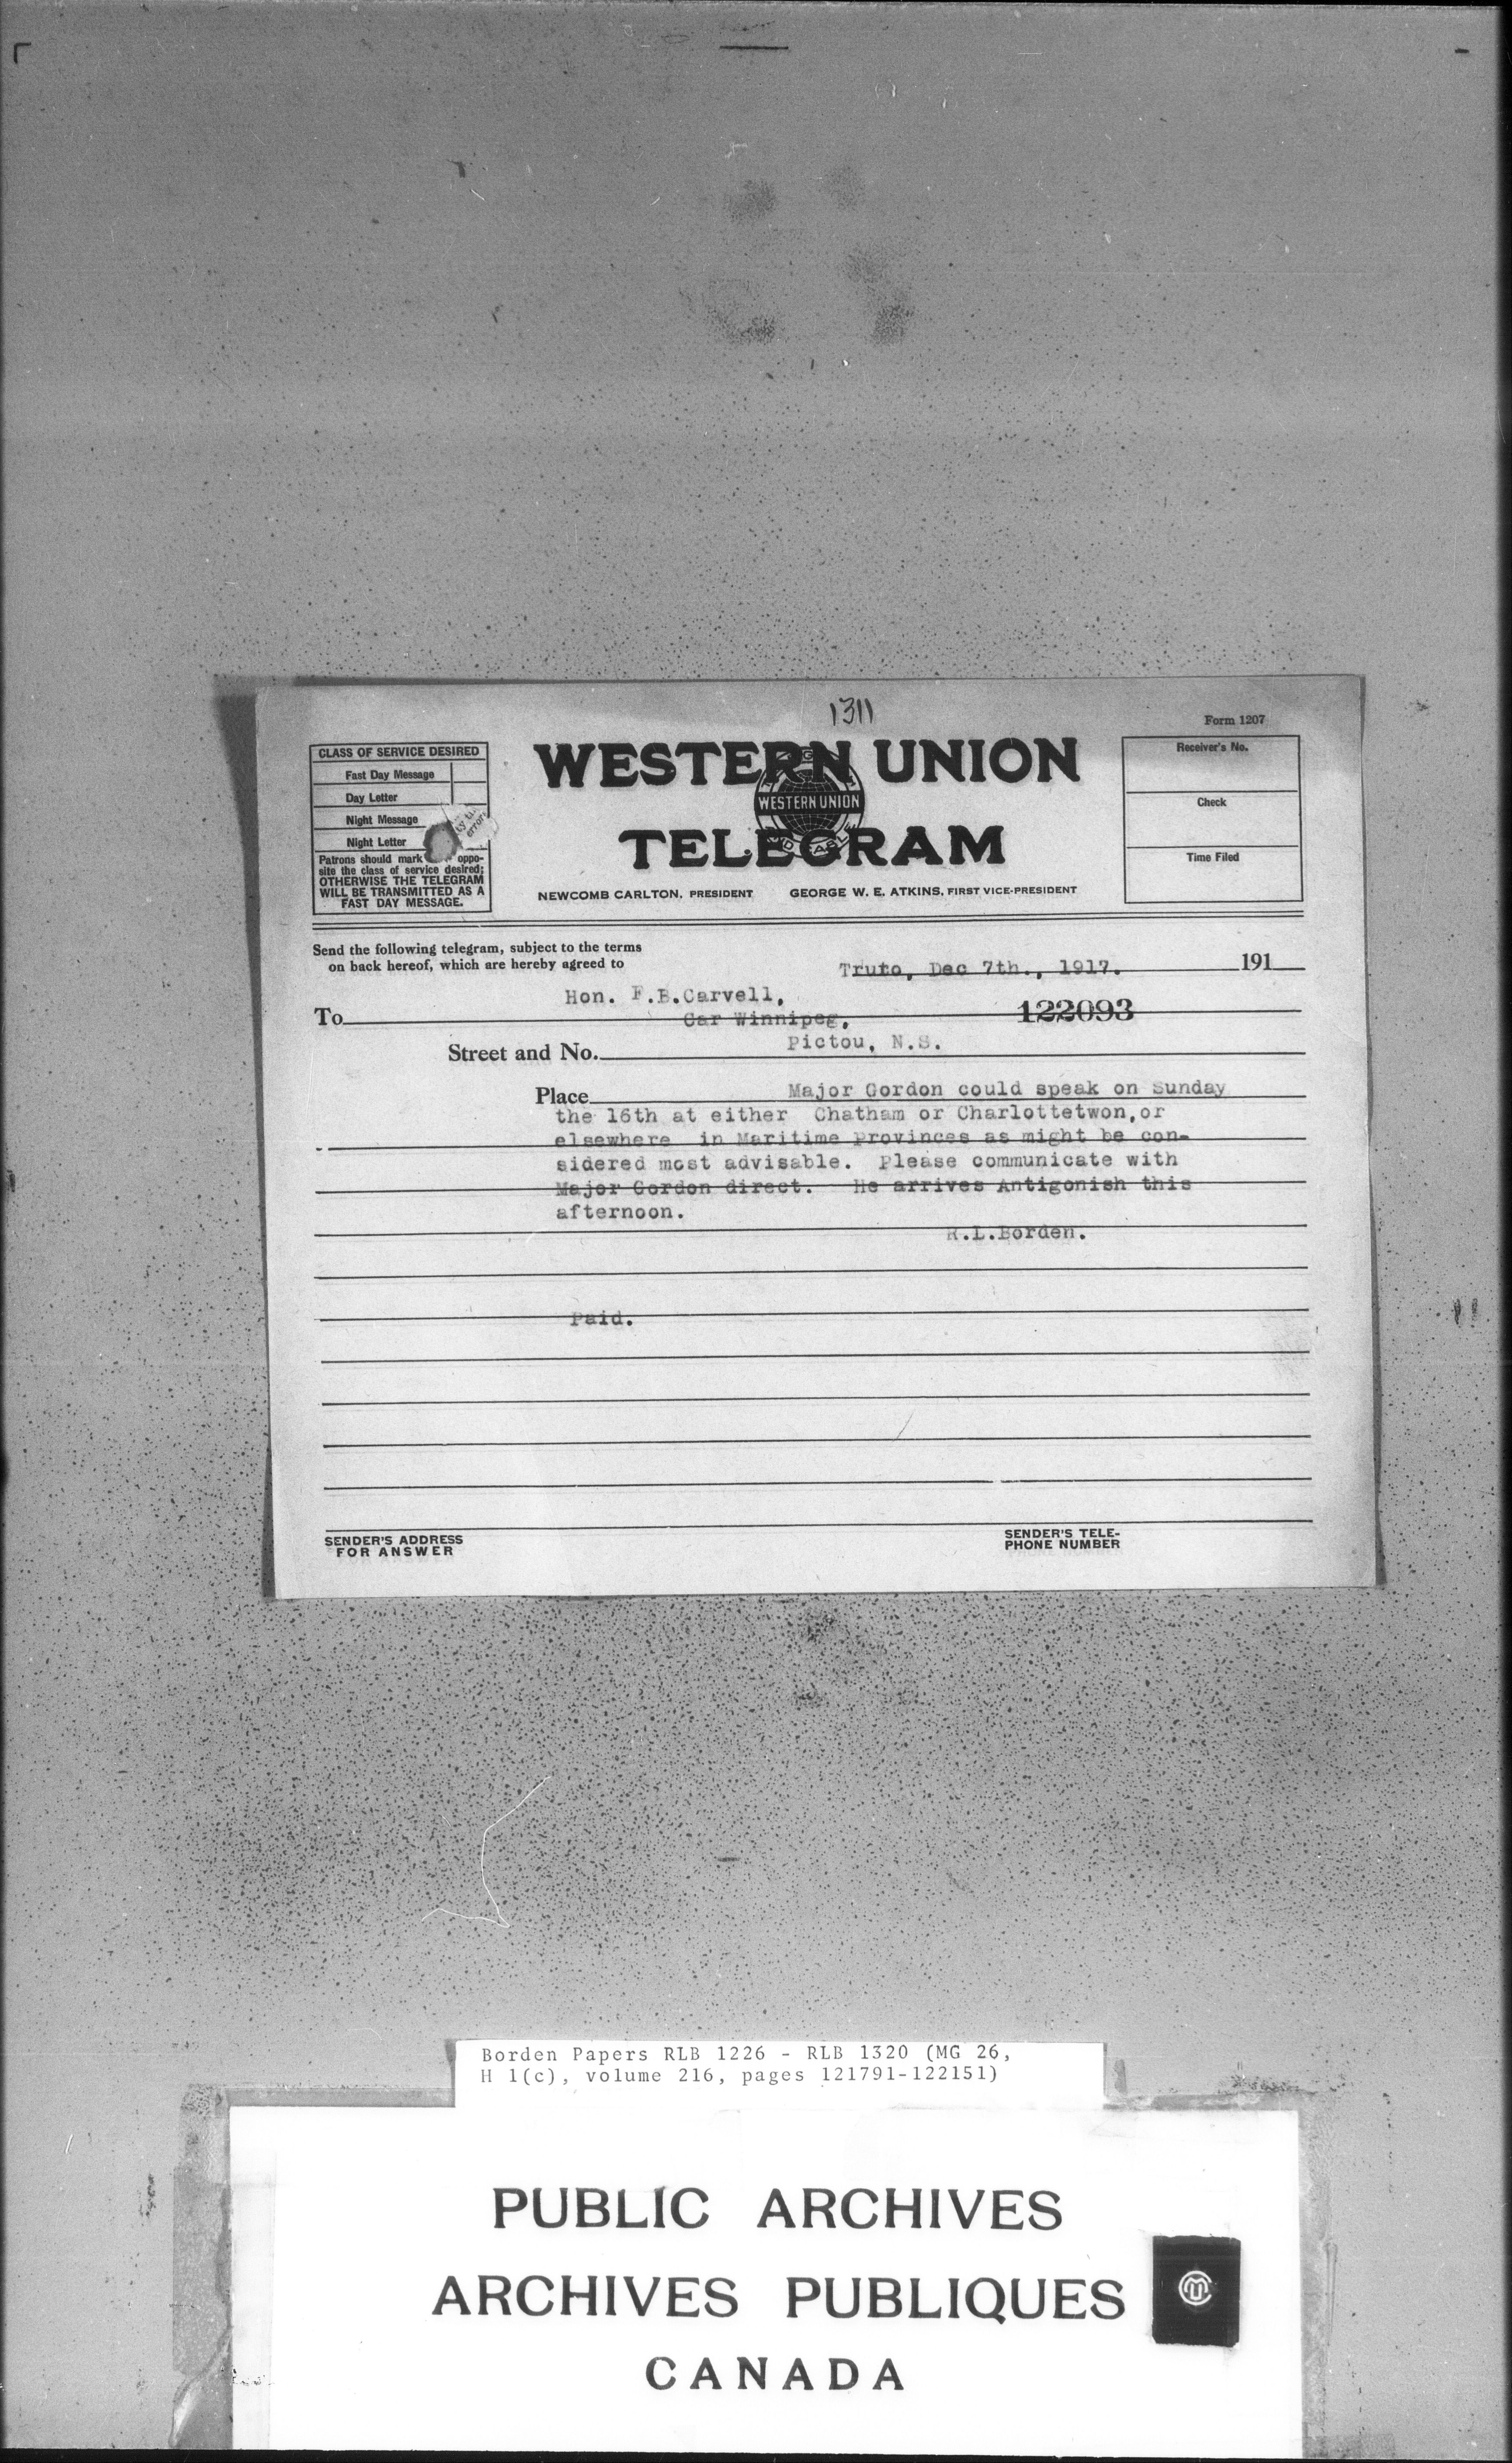 1311
Form 1207
CLASS OF SERVICE DESIRED
Fast Day Message
Day Letter
Night Message
Night Letter
Patrons should mark oppo-
site the class of service desired;
OTHERWISE THE TELEGRAM
WILL BE TRANSMITTED AS A
FAST DAY MESSAGE.
WESTERN UNION
WESTERN UNION
TELEGRAM
NEWCOMB CARLTON, PRESIDENT GEORGE W. E. ATKINS, FIRST VICE-PRESIDENT
Receiver's No.
Check
Time Filed
Send the following telegram, subject to the terms
on back hereof, which are hereby agreed to
Truto, Dec 7th., 1917. 191
Hon. F.B.Carvell,
To Car Winnipeg, 122093
Street and No. Pictou, N.S.
Place Major Gordon could speak on Sunday
the 16th at either Chatham or Charlottetwon,or
elsewhere in Maritime Provinces as might be con-
sidered most advisable. Please communicate with
Major Gordon direct. He arrives Antigonish this
afternoon.
R.L.Borden.
Paid.
SENDER'S ADDRESS
FOR ANSWER
SENDER'S TELE-
PHONE NUMBER
Borden Papers RLB 1226 - RLB 1320 (MG 26,
H 1(c), volume 216, pages 121791-122151)
PUBLIC ARCHIVES
ARCHIVES PUBLIQUES
CANADA